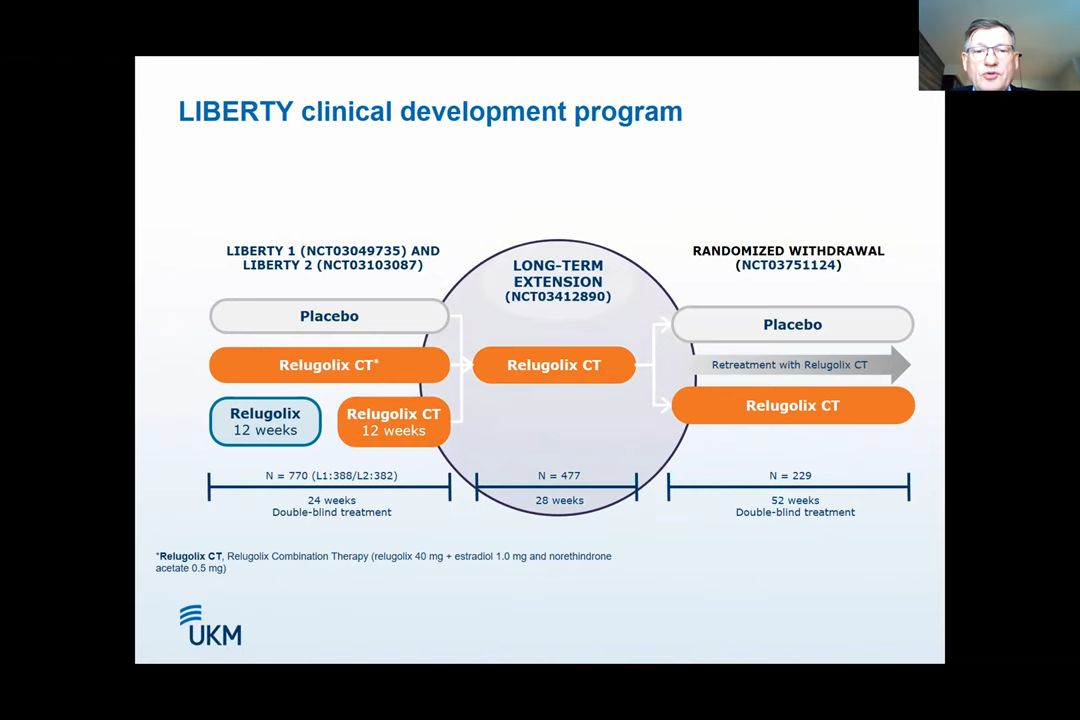 LIBERTY clinical development program
LIBERTY 1 (NCT03049735) AND
LIBERTY 2 (NCT03103087)
Placebo
Relugolix CT*
Relugolix
12 weeks
Relugolix CT
12 weeks
N = 770 (L1:388/L2:382)
24 weeks
Double-blind treatment
LONG-TERM
EXTENSION
(NCT03412890)
Relugolix CT
N = 477
28 weeks
RANDOMIZED WITHDRAWAL
(NCT03751124)
Placebo
Retreatment with Relugolix CT
Relugolix CT
N = 229
52 weeks
Double-blind treatment
*Relugolix CT, Relugolix Combination Therapy (relugolix 40 mg + estradiol 1.0 mg and norethindrone
acetate 0.5 mg)
UKM